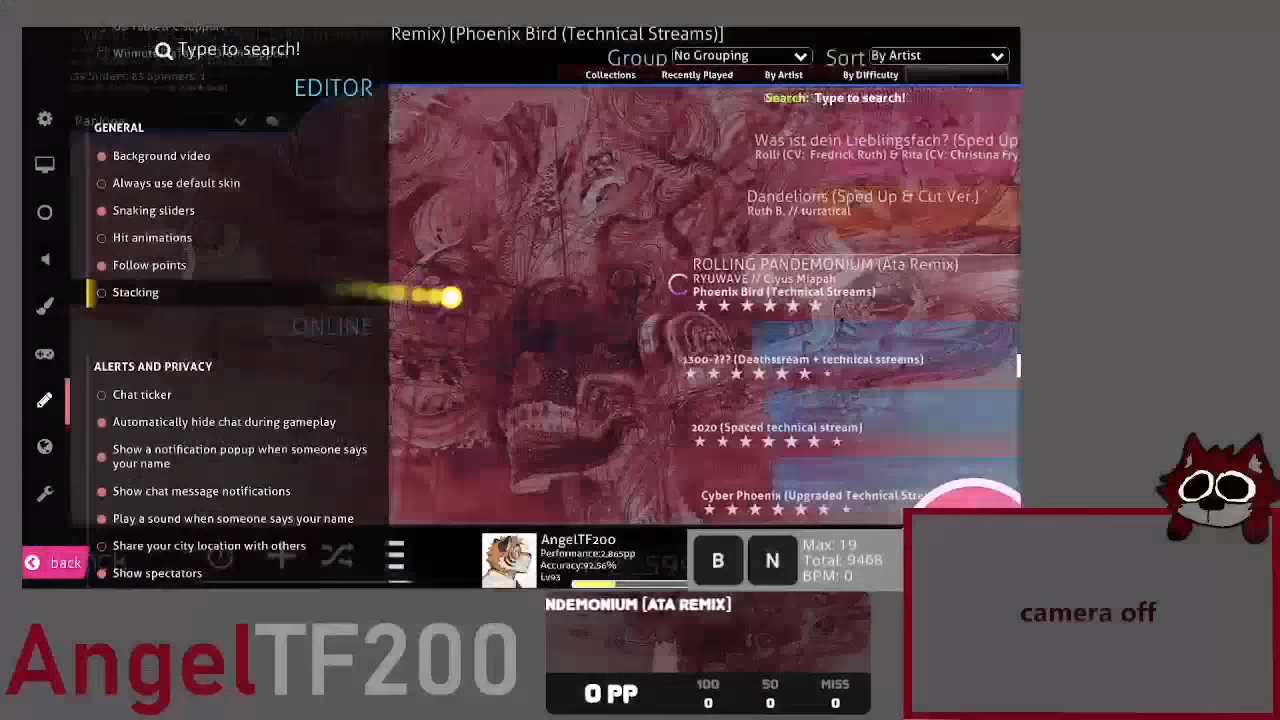 Remix) [Phoenix Bird (Technical Streams)]
Type to search!
Group No Grouping Sort By Artist
Collections Recently Played By Artist By Difficulty
EDITOR
Search: Type to search!
GENERAL
Background video
Always use default skin
Snaking sliders
Hit animations
Follow points
Stacking
ONLINE
ALERTS AND PRIVACY
Chat ticker
Automatically hide chat during gameplay
Show a notification popup when someone says
your name
Show chat message notifications
Play a sound when someone says your name
Share your city location with others
Show spectators
back
Was ist dein Lieblingsfach? (Sped Up
Rolli (CV: Fredrick Ruth) & Rita (CV: Christina Fry
Dandelions (Sped Up & Cut Ver.)
Ruth B. // turtatical
ROLLING PANDEMONIUM (Ata Remix)
RYUWAVE // Ciyus Miapah
Phoenix Bird (Technical Streams)
1300-??? (Deathstream + technical streams)
2020 (Spaced technical stream)
Cyber Phoenix (Upgraded Technical Stre
AngelTF200
Performance:2,865pp
Accuracy:92.56%
Lv93
B N
Max: 19
Total: 9468
BPM: 0
NDEMONIUM [ATA REMIX]
0 PP
100 50 MISS
0 0 0
AngelTF200
camera off